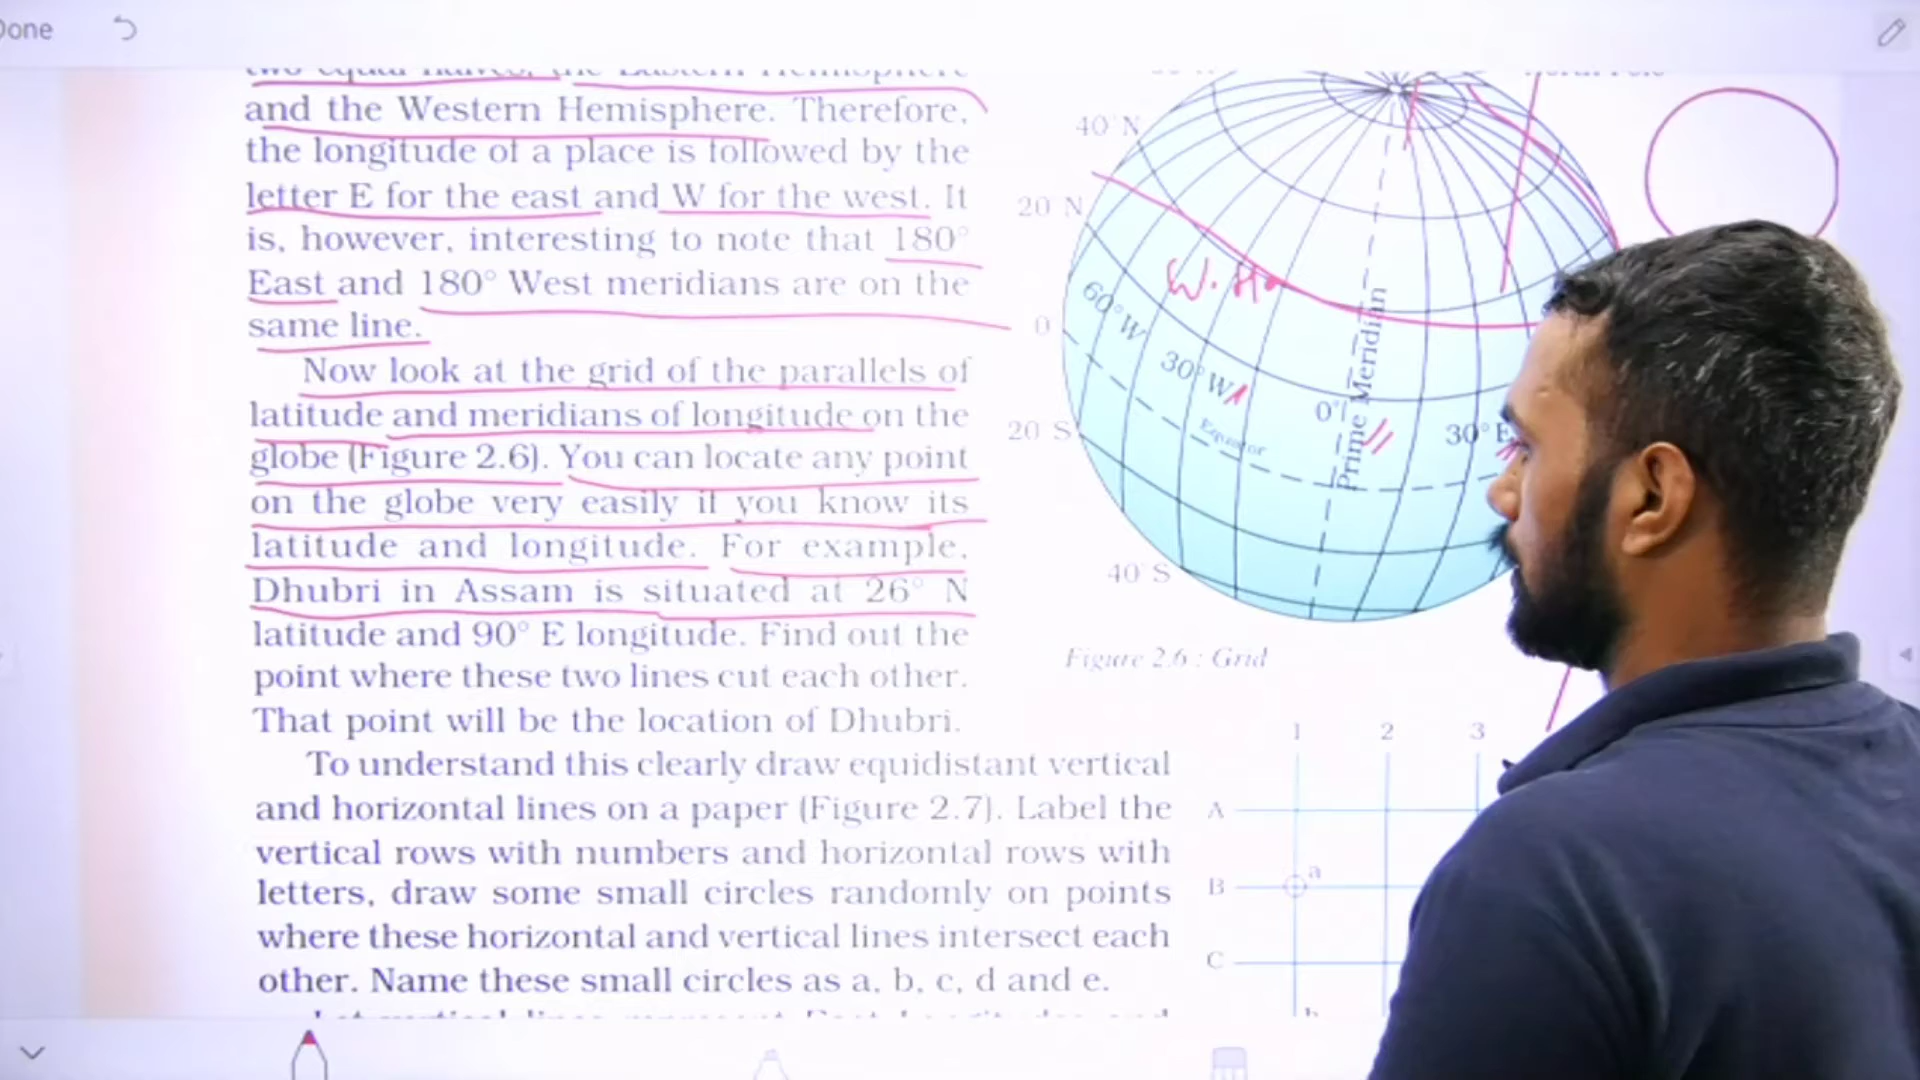 Done
and the Western Hemisphere. Therefore,
the longitude of a place is followed by the
letter E for the east and W for the west. It
is, however, interesting to note that 180°
East and 180° West meridians are on the
same line.
Now look at the grid of the parallels of
latitude and meridians of longitude on the
globe (Figure 2.6). You can locate any point
on the globe very easily if you know its
latitude and longitude. For example,
Dhubri in Assam is situated at 26° N
latitude and 90° E longitude. Find out the
point where these two lines cut each other.
That point will be the location of Dhubri.
To understand this clearly draw equidistant vertical
and horizontal lines on a paper (Figure 2.7). Label the
vertical rows with numbers and horizontal rows with
letters, draw some small circles randomly on points
where these horizontal and vertical lines intersect each
other. Name these small circles as a, b, c, d and e.
40° N
20° N
W. H
0
60° W
30° W
0°
Prime Meridian
30° E
Equator
20° S
40° S
Figure 2.6 : Grid
1 2 3
A
B a
C